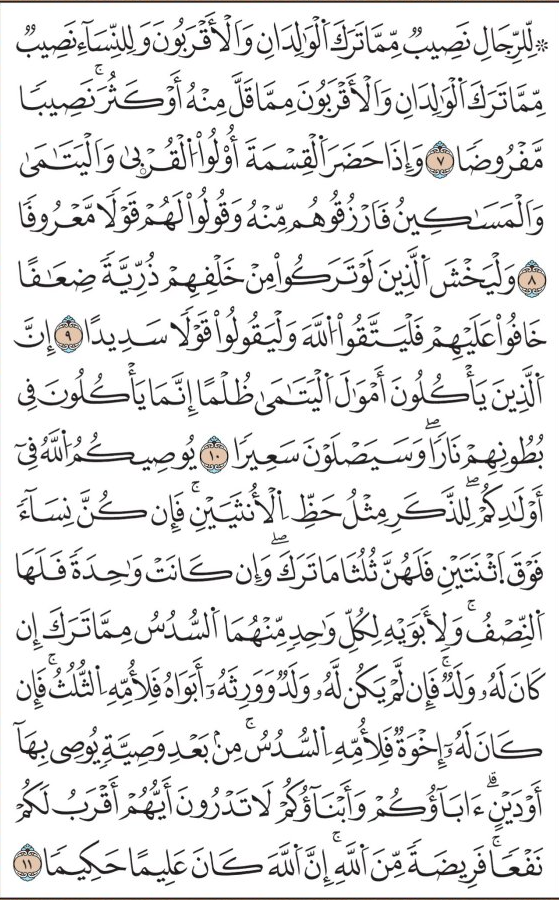 ۞ لِّلرِّجَالِ نَصِيبٌ مِّمَّا تَرَكَ ٱلْوَٰلِدَانِ وَٱلْأَقْرَبُونَ وَلِلنِّسَآءِ نَصِيبٌ
مِّمَّا تَرَكَ ٱلْوَٰلِدَانِ وَٱلْأَقْرَبُونَ مِمَّا قَلَّ مِنْهُ أَوْ كَثُرَ ۚ نَصِيبًا
مَّفْرُوضًا ٧ وَإِذَا حَضَرَ ٱلْقِسْمَةَ أُو۟لُوا۟ ٱلْقُرْبَىٰ وَٱلْيَتَٰمَىٰ
وَٱلْمَسَٰكِينُ فَٱرْزُقُوهُم مِّنْهُ وَقُولُوا۟ لَهُمْ قَوْلًا مَّعْرُوفًا
٨ وَلْيَخْشَ ٱلَّذِينَ لَوْ تَرَكُوا۟ مِنْ خَلْفِهِمْ ذُرِّيَّةً ضِعَٰفًا
خَافُوا۟ عَلَيْهِمْ فَلْيَتَّقُوا۟ ٱللَّهَ وَلْيَقُولُوا۟ قَوْلًا سَدِيدًا ٩ إِنَّ
ٱلَّذِينَ يَأْكُلُونَ أَمْوَٰلَ ٱلْيَتَٰمَىٰ ظُلْمًا إِنَّمَا يَأْكُلُونَ فِى
بُطُونِهِمْ نَارًا ۖ وَسَيَصْلَوْنَ سَعِيرًا ١٠ يُوصِيكُمُ ٱللَّهُ فِىٓ
أَوْلَٰدِكُمْ ۖ لِلذَّكَرِ مِثْلُ حَظِّ ٱلْأُنثَيَيْنِ ۚ فَإِن كُنَّ نِسَآءً
فَوْقَ ٱثْنَتَيْنِ فَلَهُنَّ ثُلُثَا مَا تَرَكَ ۖ وَإِن كَانَتْ وَٰحِدَةً فَلَهَا
ٱلنِّصْفُ ۚ وَلِأَبَوَيْهِ لِكُلِّ وَٰحِدٍ مِّنْهُمَا ٱلسُّدُسُ مِمَّا تَرَكَ إِن
كَانَ لَهُۥ وَلَدٌ ۚ فَإِن لَّمْ يَكُن لَّهُۥ وَلَدٌ وَوَرِثَهُۥٓ أَبَوَاهُ فَلِأُمِّهِ ٱلثُّلُثُ ۚ فَإِن
كَانَ لَهُۥٓ إِخْوَةٌ فَلِأُمِّهِ ٱلسُّدُسُ ۚ مِنۢ بَعْدِ وَصِيَّةٍ يُوصِى بِهَآ
أَوْ دَيْنٍ ۗ ءَابَآؤُكُمْ وَأَبْنَآؤُكُمْ لَا تَدْرُونَ أَيُّهُمْ أَقْرَبُ لَكُمْ
نَفْعًا ۚ فَرِيضَةً مِّنَ ٱللَّهِ ۗ إِنَّ ٱللَّهَ كَانَ عَلِيمًا حَكِيمًا ١١